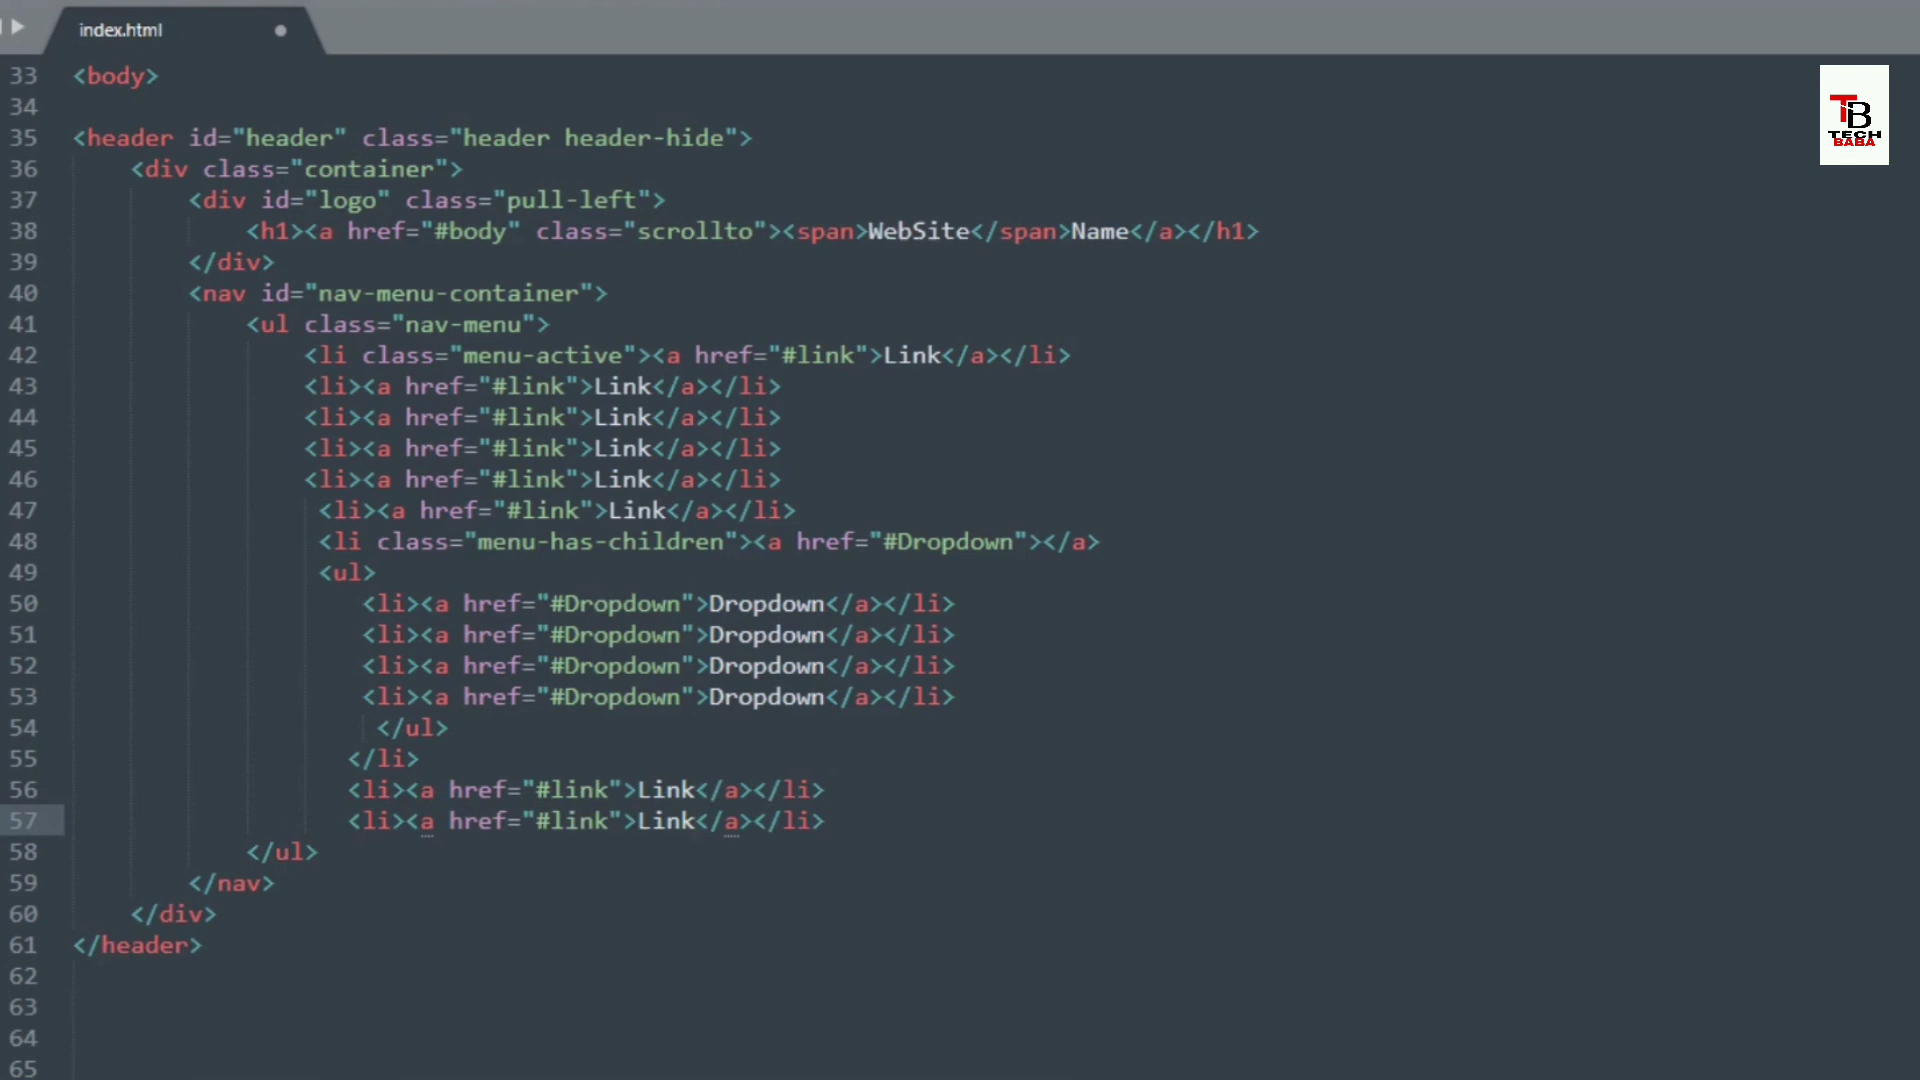 index.html
33 <body>
34
35 <header id="header" class="header header-hide">
36 <div class="container">
37 <div id="logo" class="pull-left">
38 <h1><a href="#body" class="scrollto"><span>WebSite</span>Name</a></h1>
39 </div>
40 <nav id="nav-menu-container">
41 <ul class="nav-menu">
42 <li class="menu-active"><a href="#link">Link</a></li>
43 <li><a href="#link">Link</a></li>
44 <li><a href="#link">Link</a></li>
45 <li><a href="#link">Link</a></li>
46 <li><a href="#link">Link</a></li>
47 <li><a href="#link">Link</a></li>
48 <li class="menu-has-children"><a href="#Dropdown"></a>
49 <ul>
50 <li><a href="#Dropdown">Dropdown</a></li>
51 <li><a href="#Dropdown">Dropdown</a></li>
52 <li><a href="#Dropdown">Dropdown</a></li>
53 <li><a href="#Dropdown">Dropdown</a></li>
54 </ul>
55 </li>
56 <li><a href="#link">Link</a></li>
57 <li><a href="#link">Link</a></li>
58 </ul>
59 </nav>
60 </div>
61 </header>
62
63
64
65
TB
TECH
BABA